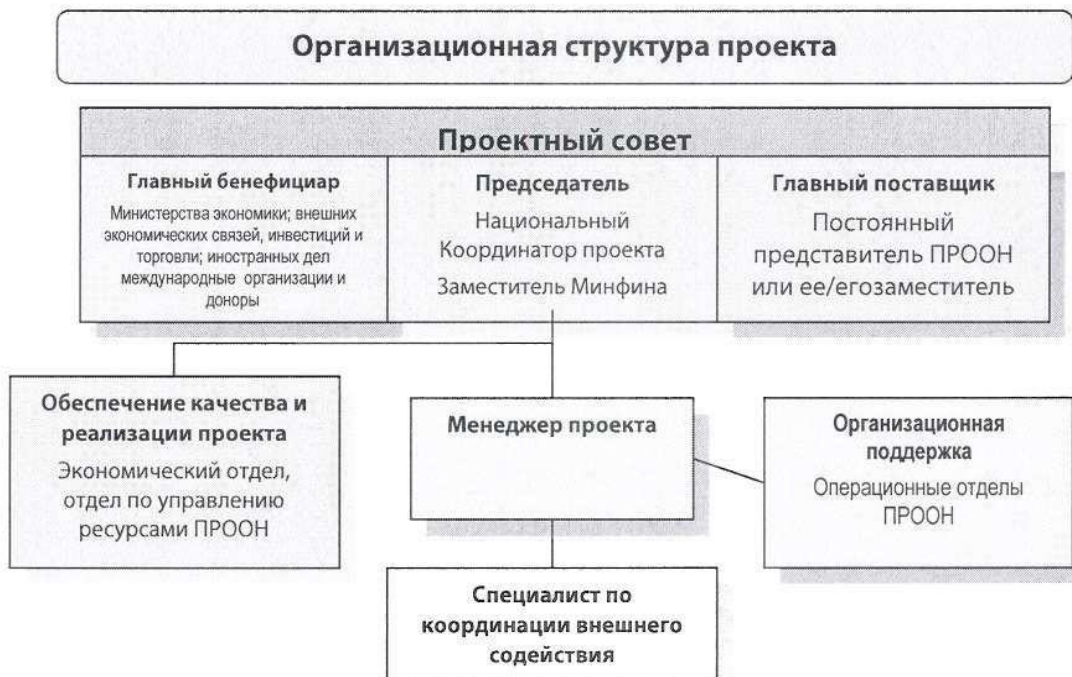 Организационная структура проекта
Проектный совет
Главный бенефициар
Министерства экономики; внешних
экономических связей, инвестиций и
торговли; иностранных дел
международные организации и
доноры
Председатель
Национальный
Координатор проекта
Заместитель Минфина
Главный поставщик
Постоянный
представитель ПРООН
или ее/егозаместитель
Обеспечение качества и
реализации проекта
Экономический отдел,
отдел по управлению
ресурсами ПРООН
Менеджер проекта
Организационная
поддержка
Операционные отделы
ПРООН
Специалист по
координации внешнего
содействия